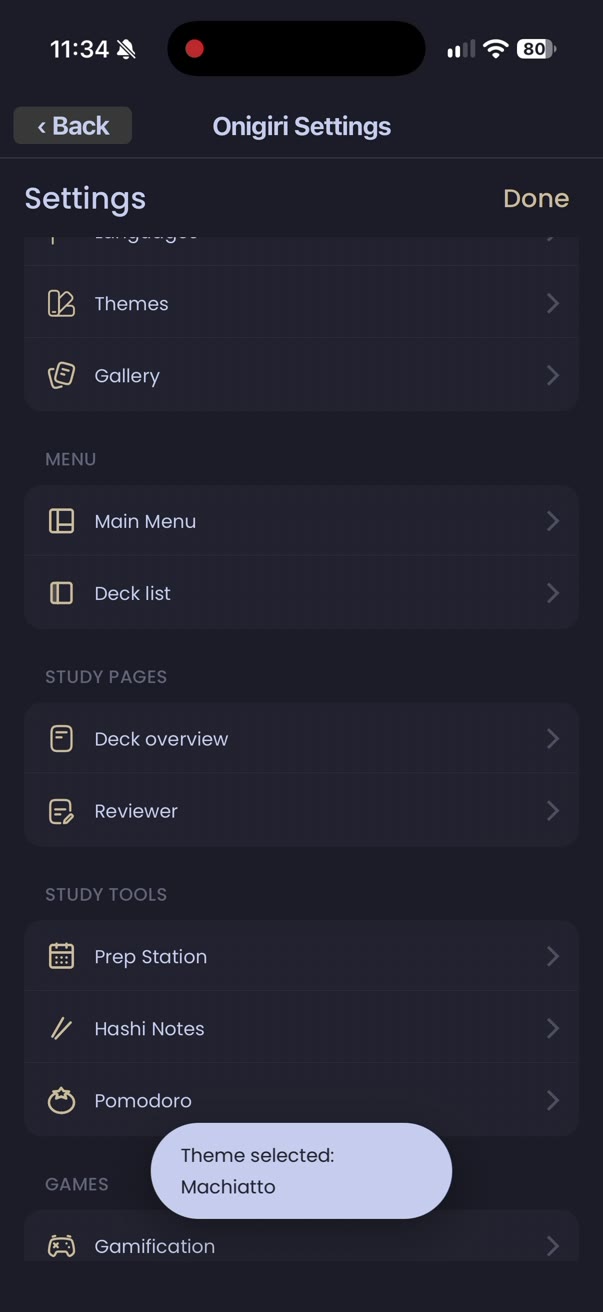 11:34
80
‹ Back
Onigiri Settings
Settings
Done
Languages
Themes
Gallery
MENU
Main Menu
Deck list
STUDY PAGES
Deck overview
Reviewer
STUDY TOOLS
Prep Station
Hashi Notes
Pomodoro
Theme selected:
Machiatto
GAMES
Gamification